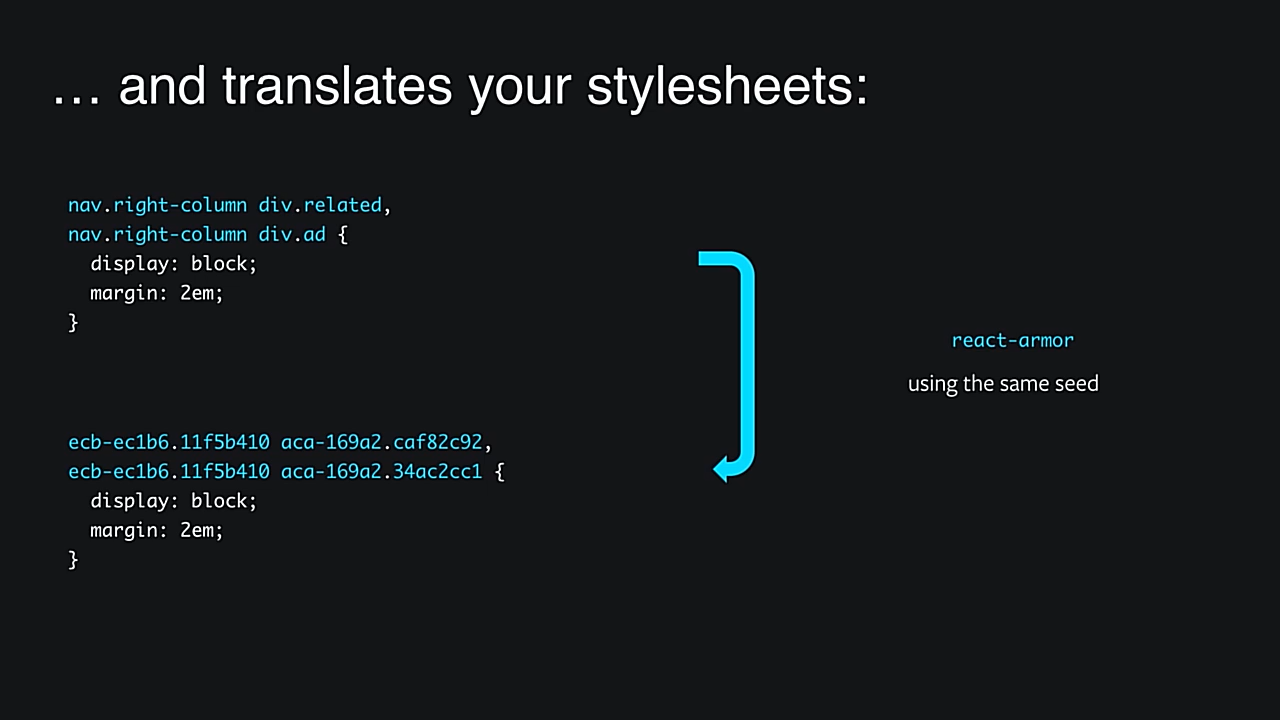 … and translates your stylesheets:
nav.right-column div.related,
nav.right-column div.ad {
  display: block;
  margin: 2em;
}
react-armor
using the same seed
ecb-ec1b6.11f5b410 aca-169a2.caf82c92,
ecb-ec1b6.11f5b410 aca-169a2.34ac2cc1 {
  display: block;
  margin: 2em;
}